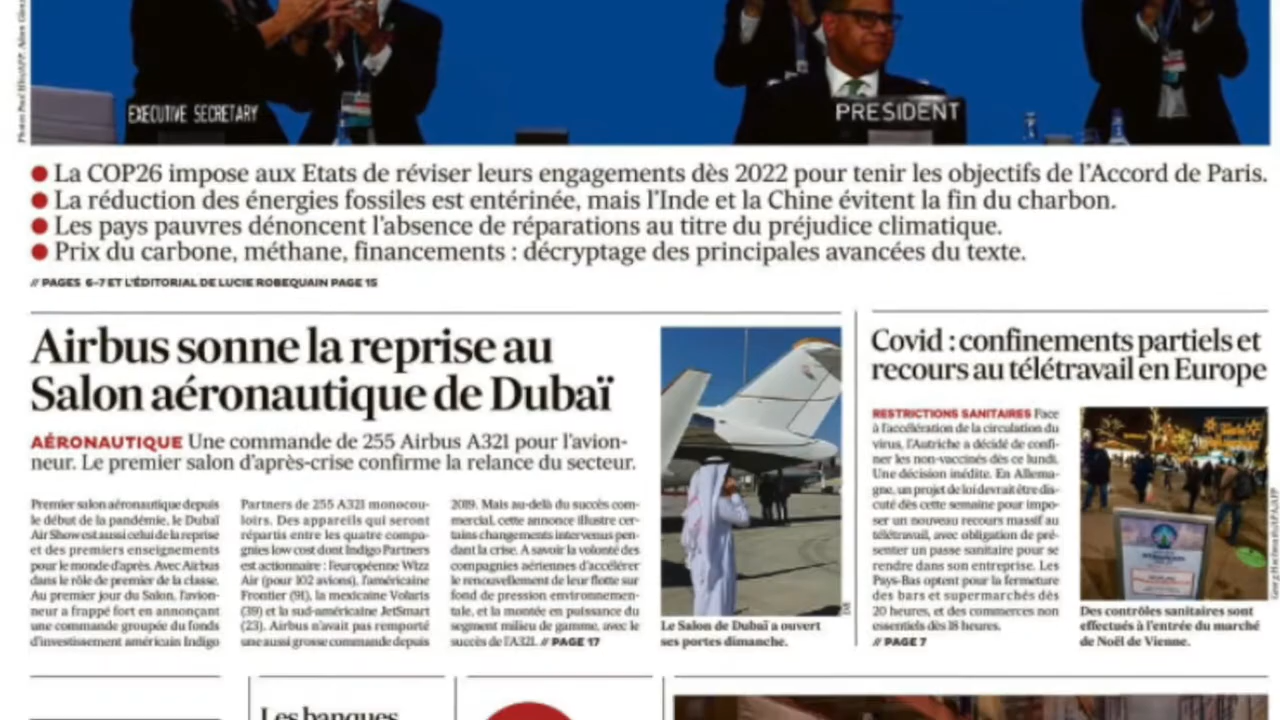 EXECUTIVE SECRETARY
PRESIDENT
● La COP26 impose aux Etats de réviser leurs engagements dès 2022 pour tenir les objectifs de l'Accord de Paris.
● La réduction des énergies fossiles est entérinée, mais l'Inde et la Chine évitent la fin du charbon.
● Les pays pauvres dénoncent l'absence de réparations au titre du préjudice climatique.
● Prix du carbone, méthane, financements : décryptage des principales avancées du texte.
// PAGES 6-7 ET L'ÉDITORIAL DE LUCIE ROBEQUAIN PAGE 15
Airbus sonne la reprise au
Salon aéronautique de Dubaï
AÉRONAUTIQUE Une commande de 255 Airbus A321 pour l'avion-
neur. Le premier salon d'après-crise confirme la relance du secteur.
Premier salon aéronautique depuis
le début de la pandémie, le Dubaï
Air Show est aussi celui de la reprise
et des premiers enseignements
pour le monde d'après. Avec Airbus
dans le rôle de premier de la classe.
Au premier jour du Salon, l'avion-
neur a frappé fort en annonçant
une commande groupée du fonds
d'investissement américain Indigo
Partners de 255 A321 monocou-
loirs. Des appareils qui seront
répartis entre les quatre compa-
gnies low cost dont Indigo Partners
est actionnaire : l'européenne Wizz
Air (pour 102 avions), l'américaine
Frontier (91), la mexicaine Volaris
(39) et la sud-américaine JetSmart
(23). Airbus n'avait pas remporté
une aussi grosse commande depuis
2019. Mais au-delà du succès com-
mercial, cette annonce illustre cer-
tains changements intervenus pen-
dant la crise. A savoir la volonté des
compagnies aériennes d'accélérer
le renouvellement de leur flotte sur
fond de pression environnemen-
tale, et la montée en puissance du
segment milieu de gamme, avec le
succès de l'A321. // PAGE 17
Le Salon de Dubaï a ouvert
ses portes dimanche.
Covid : confinements partiels et
recours au télétravail en Europe
RESTRICTIONS SANITAIRES Face
à l'accélération de la circulation du
virus, l'Autriche a décidé de confi-
ner les non-vaccinés dès ce lundi.
Une décision inédite. En Allema-
gne, un projet de loi devrait être dis-
cuté dès cette semaine pour impo-
ser un nouveau recours massif au
télétravail, avec obligation de pré-
senter un passe sanitaire pour se
rendre dans son entreprise. Les
Pays-Bas optent pour la fermeture
des bars et supermarchés dès
20 heures, et des commerces non
essentiels dès 18 heures.
// PAGE 7
Des contrôles sanitaires sont
effectués à l'entrée du marché
de Noël de Vienne.
Les banques